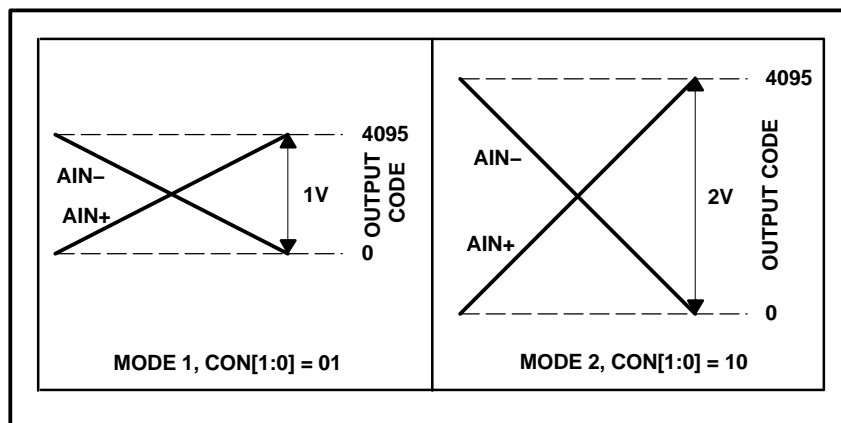 4095
AIN–
AIN+
1V
OUTPUT
CODE
0
MODE 1, CON[1:0] = 01
4095
AIN–
AIN+
2V
OUTPUT CODE
0
MODE 2, CON[1:0] = 10